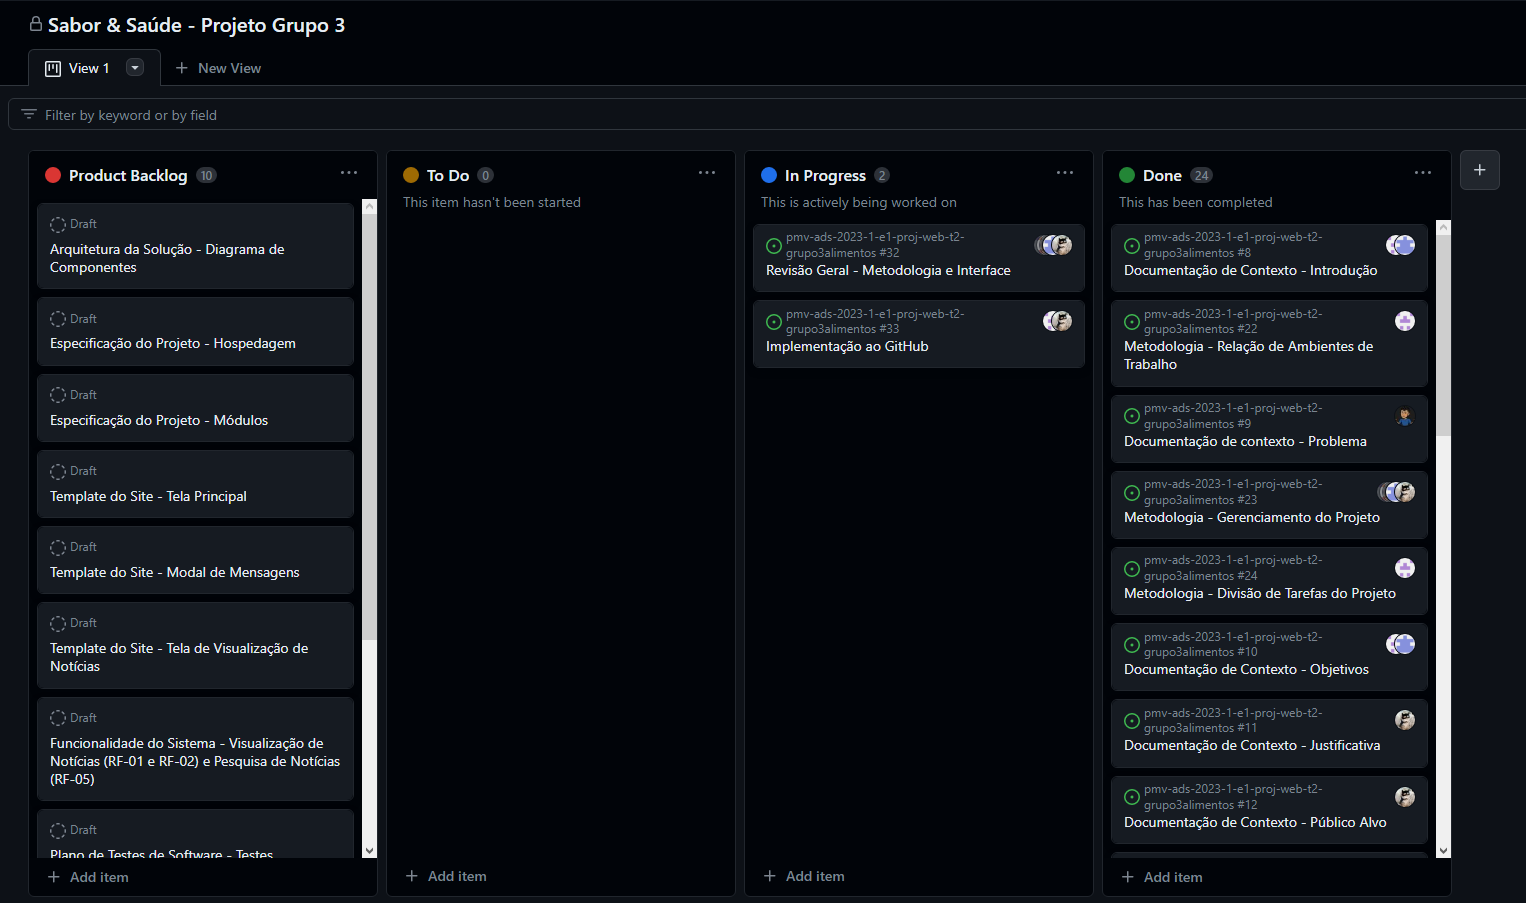 Sabor & Saúde - Projeto Grupo 3
View 1
New View
Filter by keyword or by field
Product Backlog 10
Draft
Arquitetura da Solução - Diagrama de
Componentes
Draft
Especificação do Projeto - Hospedagem
Draft
Especificação do Projeto - Módulos
Draft
Template do Site - Tela Principal
Draft
Template do Site - Modal de Mensagens
Draft
Template do Site - Tela de Visualização de
Notícias
Draft
Funcionalidade do Sistema - Visualização de
Notícias (RF-01 e RF-02) e Pesquisa de Notícias
(RF-05)
Draft
Plano de Testes de Software - Testes
Add item
To Do 0
This item hasn't been started
Add item
In Progress 2
This is actively being worked on
pmv-ads-2023-1-e1-proj-web-t2-
grupo3alimentos #32
Revisão Geral - Metodologia e Interface
pmv-ads-2023-1-e1-proj-web-t2-
grupo3alimentos #33
Implementação ao GitHub
Add item
Done 24
This has been completed
pmv-ads-2023-1-e1-proj-web-t2-
grupo3alimentos #8
Documentação de Contexto - Introdução
pmv-ads-2023-1-e1-proj-web-t2-
grupo3alimentos #22
Metodologia - Relação de Ambientes de
Trabalho
pmv-ads-2023-1-e1-proj-web-t2-
grupo3alimentos #9
Documentação de contexto - Problema
pmv-ads-2023-1-e1-proj-web-t2-
grupo3alimentos #23
Metodologia - Gerenciamento do Projeto
pmv-ads-2023-1-e1-proj-web-t2-
grupo3alimentos #24
Metodologia - Divisão de Tarefas do Projeto
pmv-ads-2023-1-e1-proj-web-t2-
grupo3alimentos #10
Documentação de Contexto - Objetivos
pmv-ads-2023-1-e1-proj-web-t2-
grupo3alimentos #11
Documentação de Contexto - Justificativa
pmv-ads-2023-1-e1-proj-web-t2-
grupo3alimentos #12
Documentação de Contexto - Público Alvo
Add item